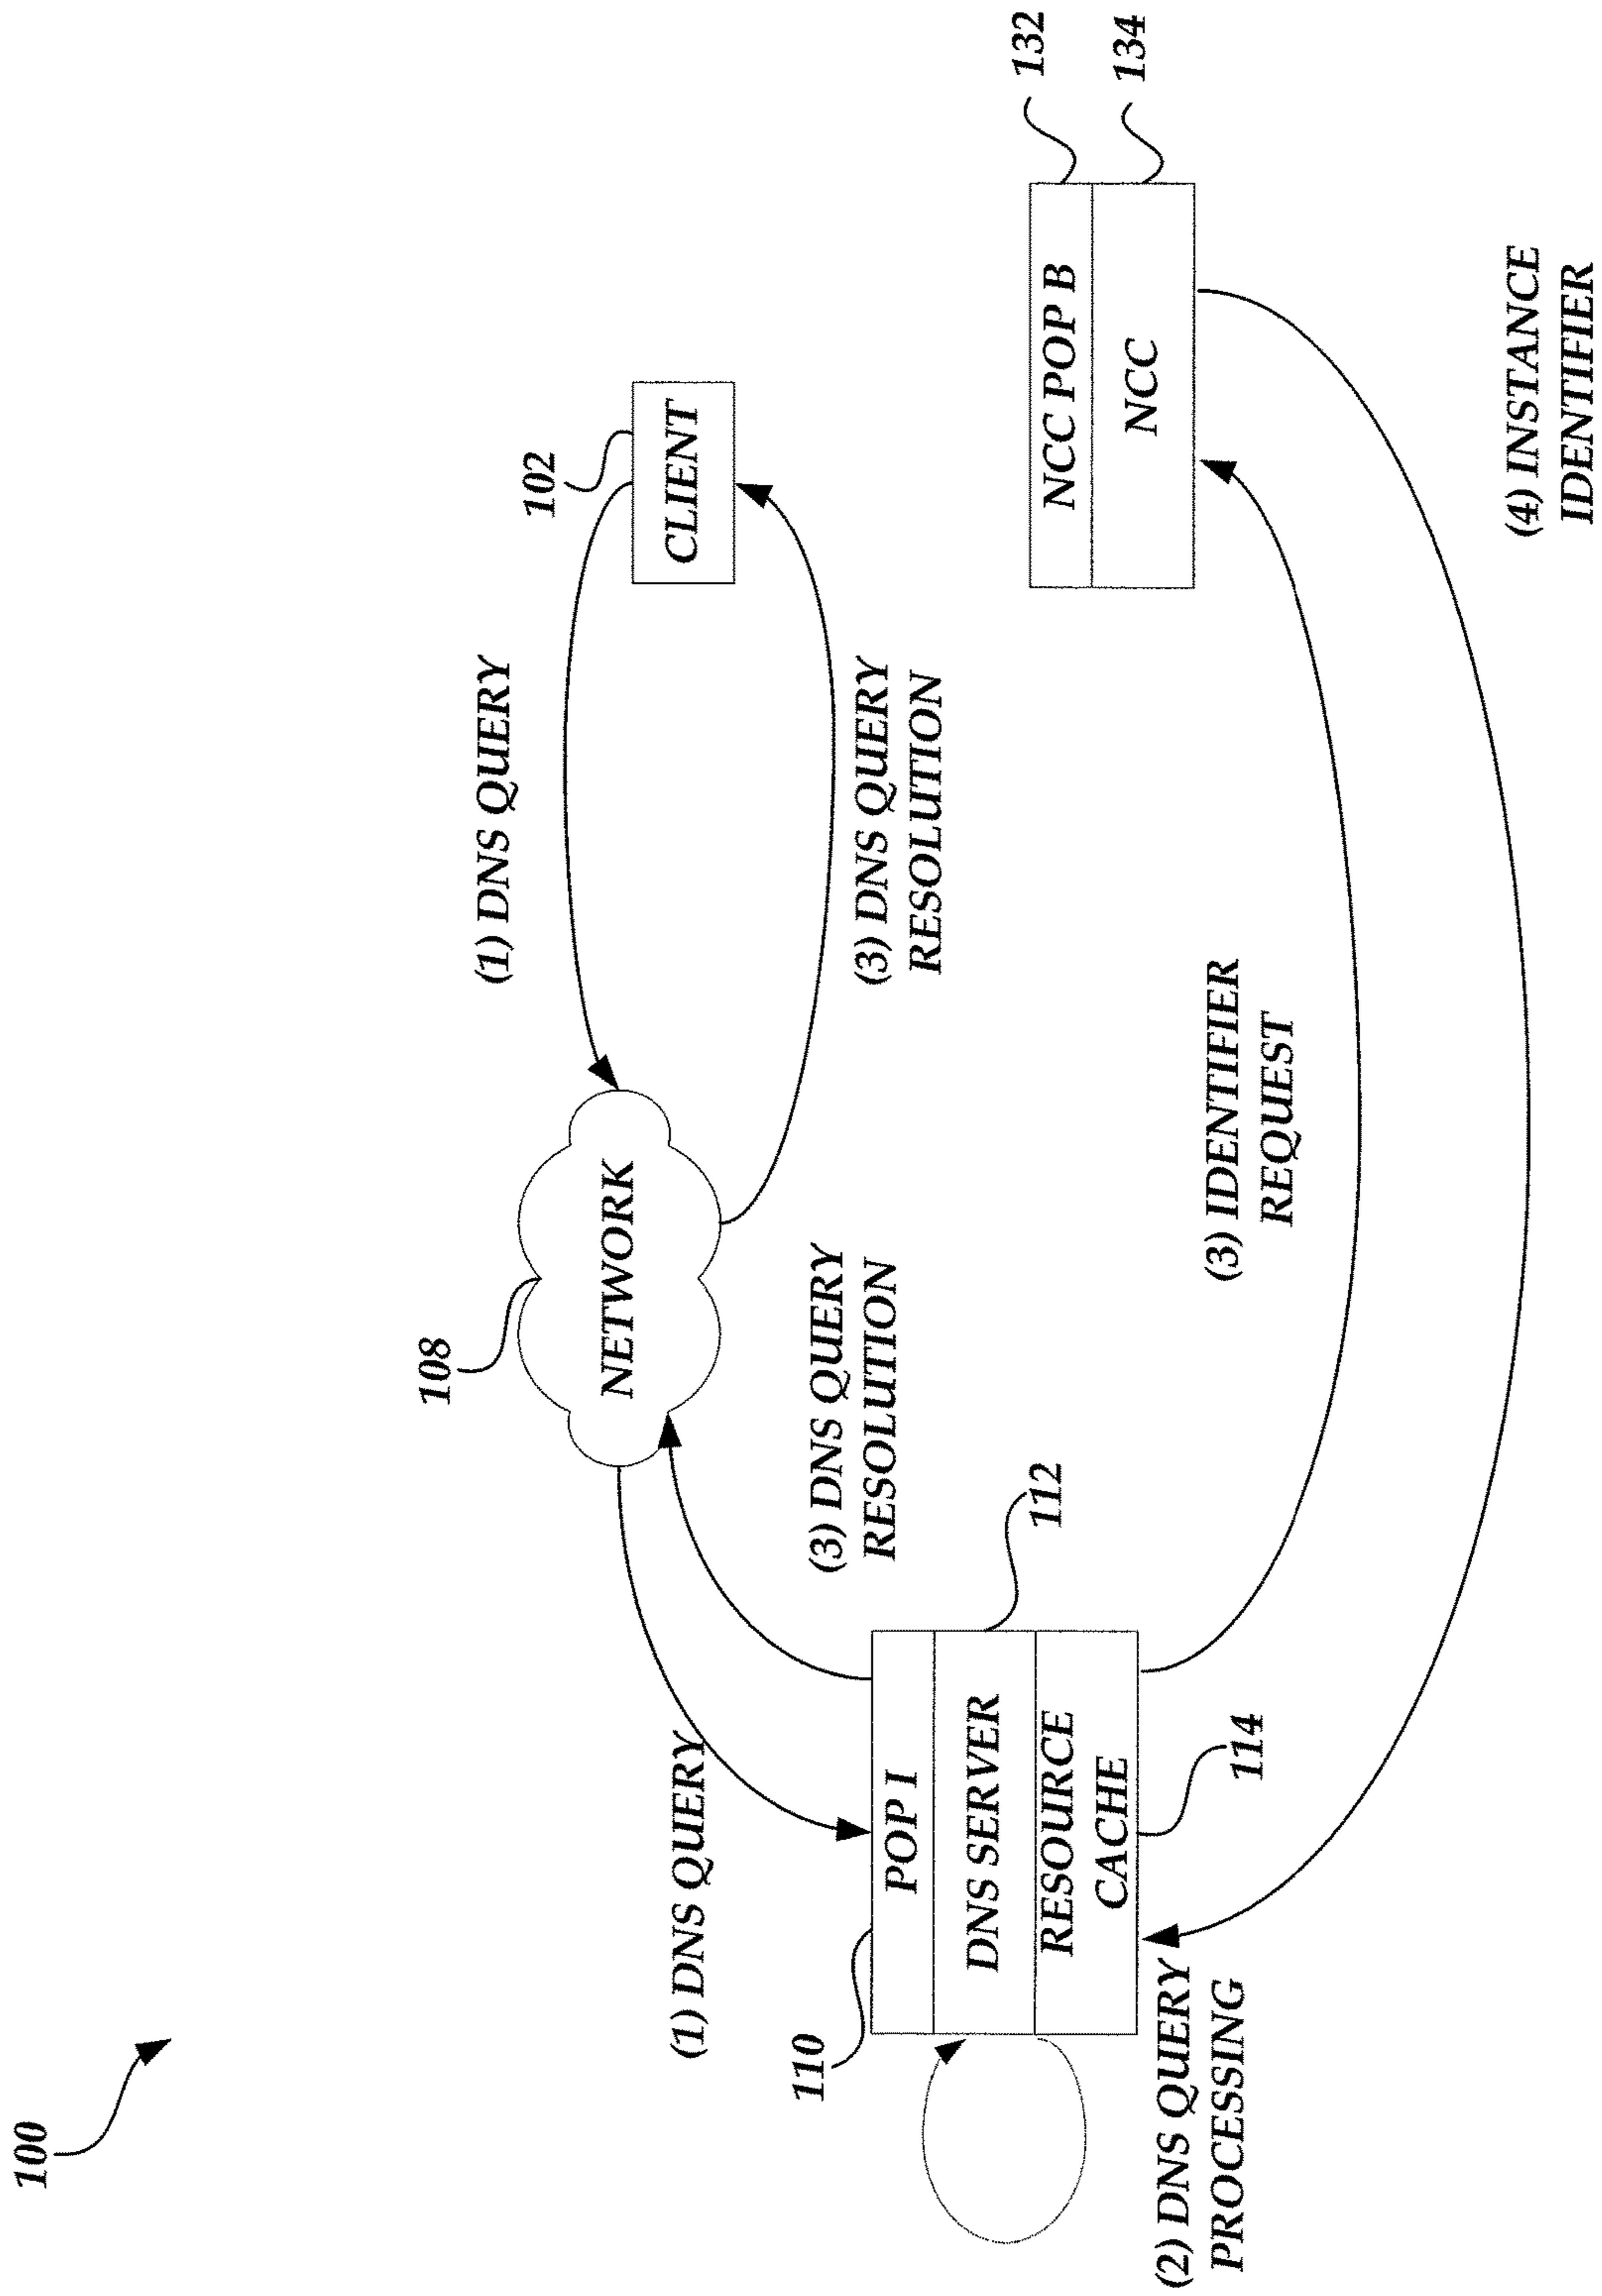 100
108
NETWORK
(1) DNS QUERY
102
CLIENT
(3) DNS QUERY
RESOLUTION
(1) DNS QUERY
(3) DNS QUERY
RESOLUTION
110
POP I
DNS SERVER
RESOURCE
CACHE
112
114
(2) DNS QUERY
PROCESSING
(3) IDENTIFIER
REQUEST
NCC POP B
NCC
132
134
(4) INSTANCE
IDENTIFIER